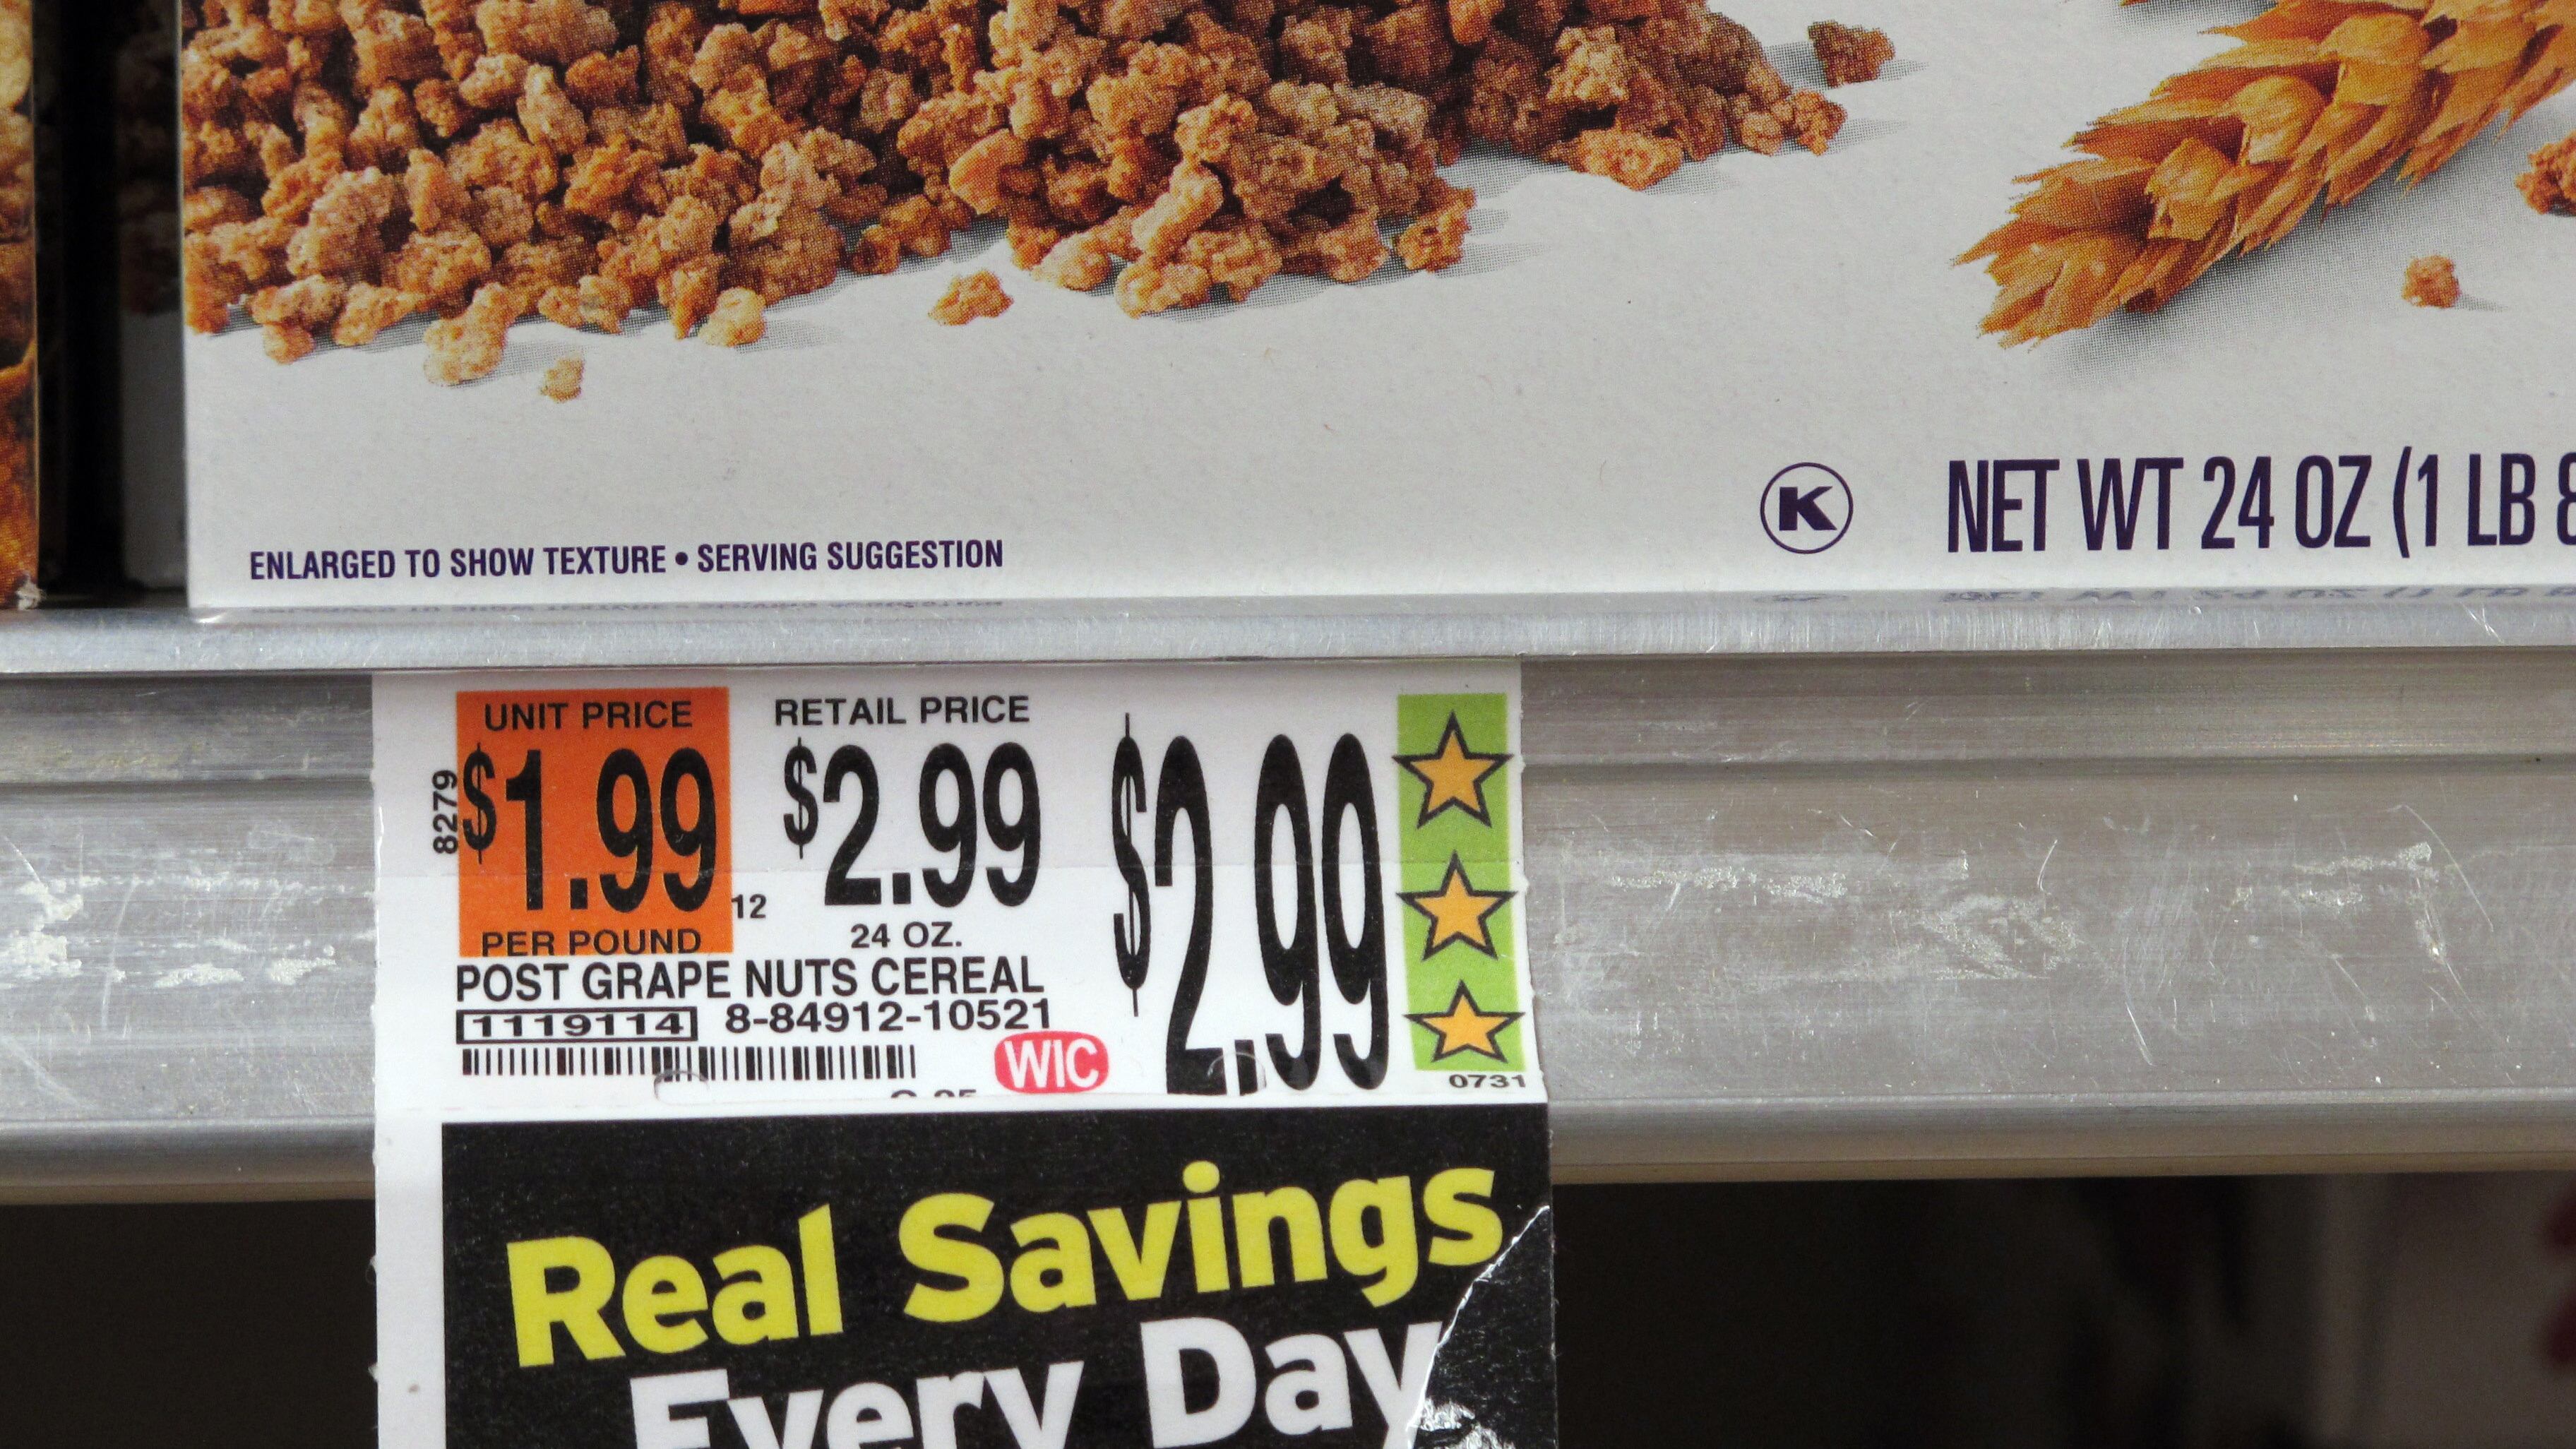 ENLARGED TO SHOW TEXTURE • SERVING SUGGESTION
K
NET WT 24 OZ (1 LB 8
UNIT PRICE
$1.99
PER POUND
82279
12
RETAIL PRICE
$2.99
24 OZ.
$2.99
POST GRAPE NUTS CEREAL
1119114 8-84912-10521
WIC
0731
Real Savings
Every Day